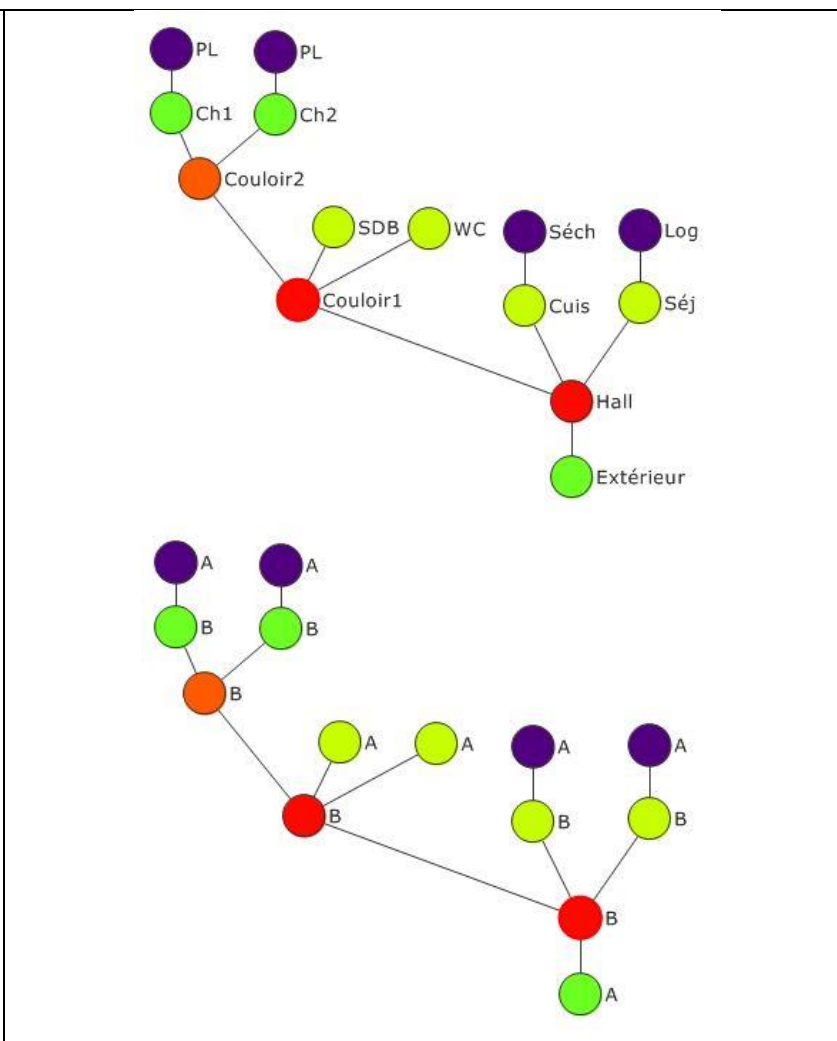 PL PL
Ch1 Ch2
Couloir2
SDB WC Séch Log
Couloir1 Cuis Séj
Hall
Extérieur
A A
B B
B
A A A A
B B B
B
A